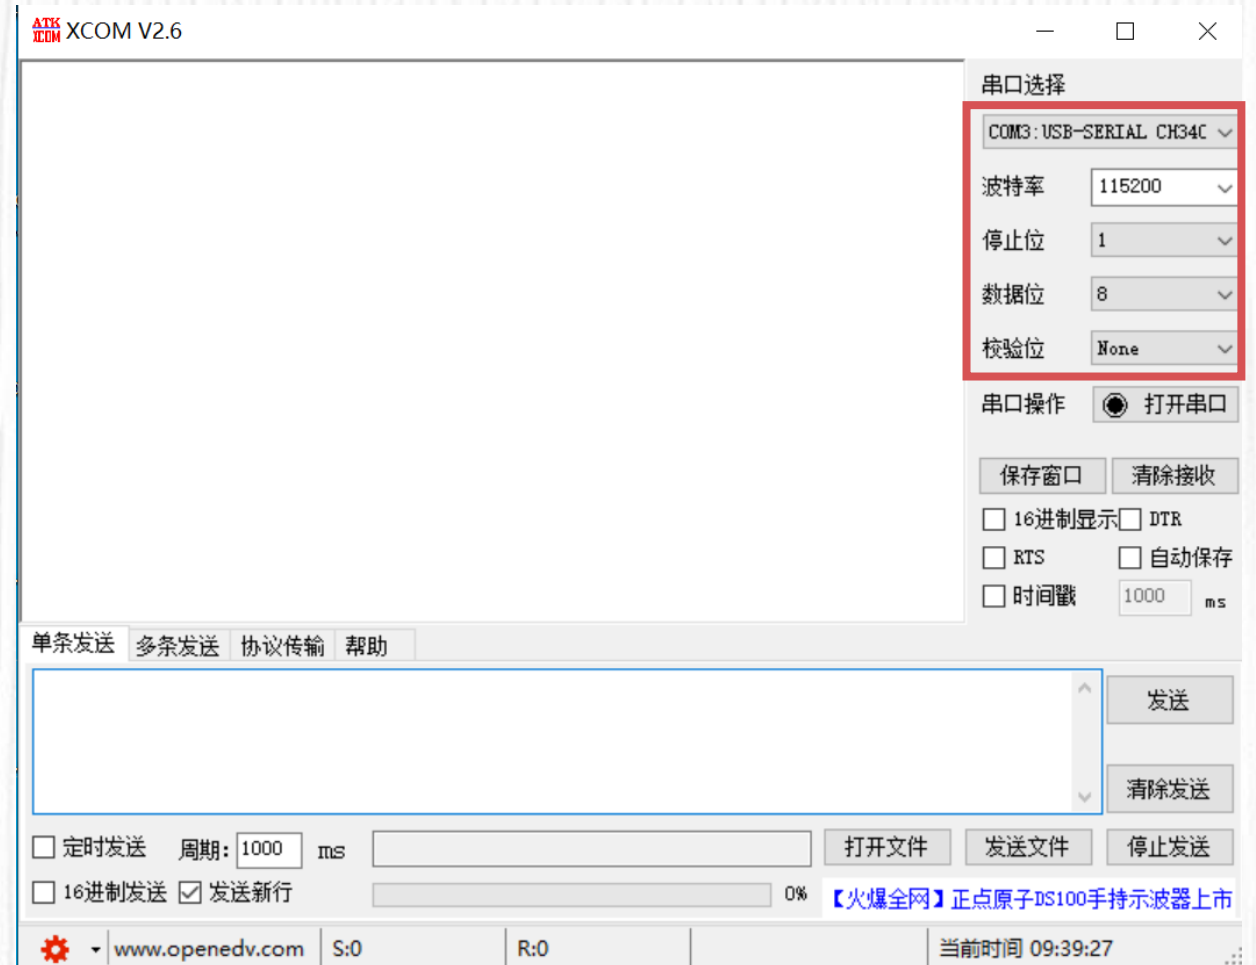 ATK XCOM XCOM V2.6
串口选择
COM3:USB-SERIAL CH34
波特率 115200
停止位 1
数据位 8
校验位 None
串口操作 打开串口
保存窗口 清除接收
16进制显示 DTR
RTS 自动保存
时间戳 1000 ms
单条发送 多条发送 协议传输 帮助
发送
清除发送
定时发送 周期: 1000 ms 打开文件 发送文件 停止发送
16进制发送 发送新行 0% 【火爆全网】正点原子DS100手持示波器上市
www.openedv.com S:0 R:0 当前时间 09:39:27